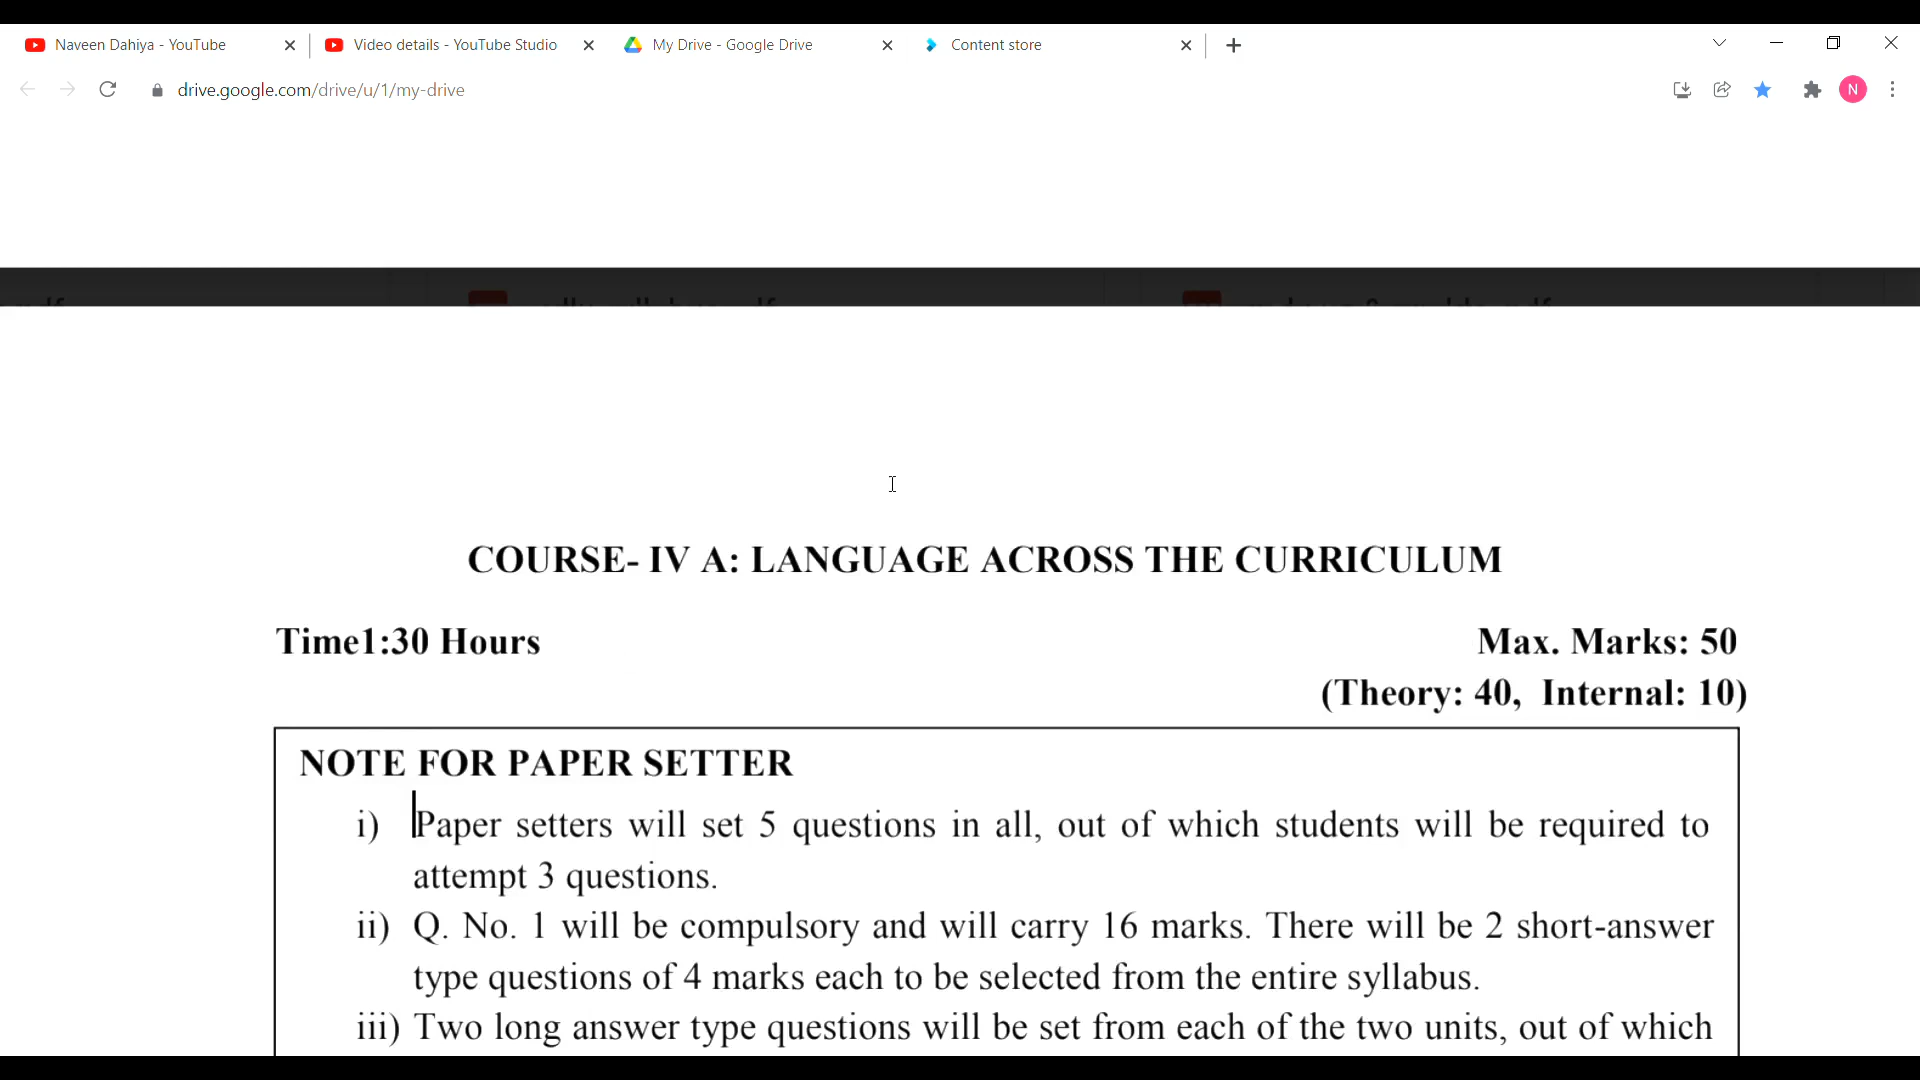 Naveen Dahiya - YouTube
Video details - YouTube Studio
My Drive - Google Drive
Content store
drive.google.com/drive/u/1/my-drive
N
COURSE- IV A: LANGUAGE ACROSS THE CURRICULUM
Time1:30 Hours
Max. Marks: 50
(Theory: 40, Internal: 10)
NOTE FOR PAPER SETTER
i) Paper setters will set 5 questions in all, out of which students will be required to
attempt 3 questions.
ii) Q. No. 1 will be compulsory and will carry 16 marks. There will be 2 short-answer
type questions of 4 marks each to be selected from the entire syllabus.
iii) Two long answer type questions will be set from each of the two units, out of which